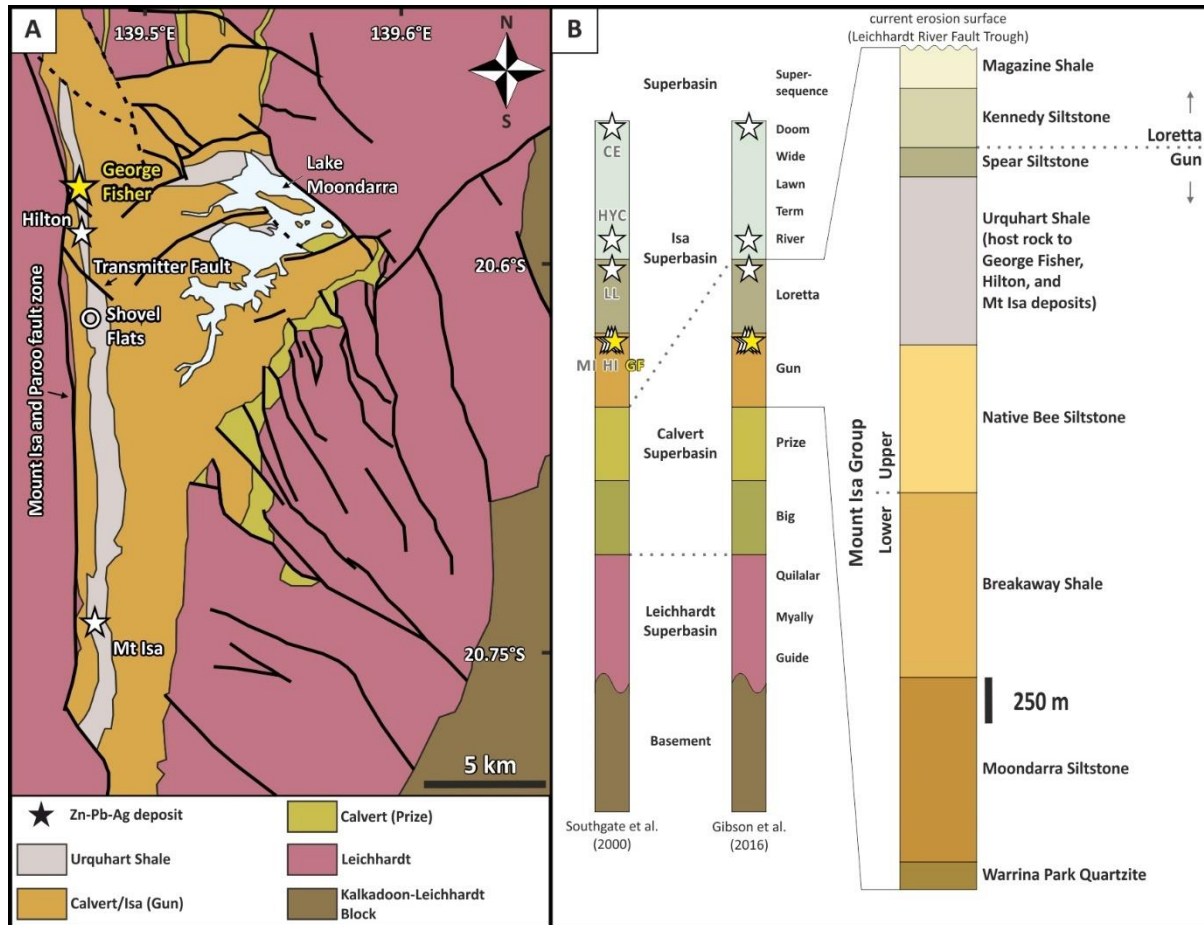 A
139.5°E
139.6°E
N
S
George
Fisher
Hilton
Lake
Moondarra
Transmitter Fault
Shovel
Flats
20.6°S
Mount Isa and Paroo fault zone
Mt Isa
20.75°S
5 km
Zn-Pb-Ag deposit
Urquhart Shale
Calvert/Isa (Gun)
Calvert (Prize)
Leichhardt
Kalkadoon-Leichhardt
Block
B
Superbasin
Super-
sequence
CE
HYC
LL
MI HI GF
Isa
Superbasin
Calvert
Superbasin
Leichhardt
Superbasin
Basement
Doom
Wide
Lawn
Term
River
Loretta
Gun
Prize
Big
Quilalar
Myally
Guide
Southgate et al.
(2000)
Gibson et al.
(2016)
current erosion surface
(Leichhardt River Fault Trough)
Magazine Shale
Kennedy Siltstone
Loretta
Gun
Spear Siltstone
Urquhart Shale
(host rock to
George Fisher,
Hilton, and
Mt Isa deposits)
Native Bee Siltstone
Mount Isa Group
Upper
Lower
Breakaway Shale
250 m
Moondarra Siltstone
Warrina Park Quartzite